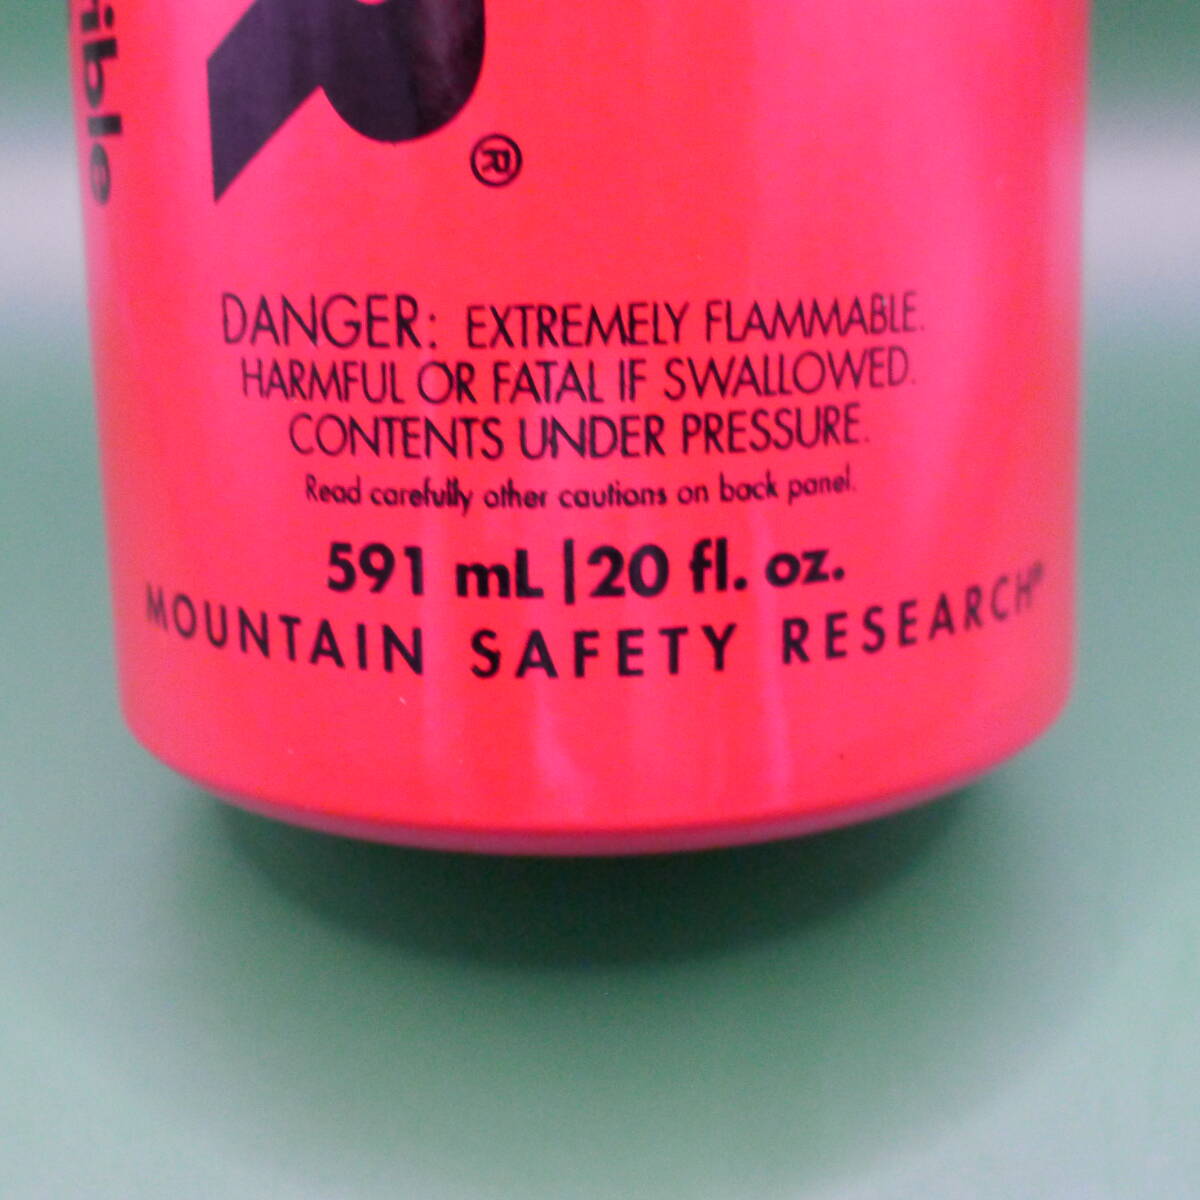 ible
®
DANGER: EXTREMELY FLAMMABLE.
HARMFUL OR FATAL IF SWALLOWED.
CONTENTS UNDER PRESSURE.
Read carefully other cautions on back panel.
591 mL | 20 fl. oz.
MOUNTAIN SAFETY RESEARCH®